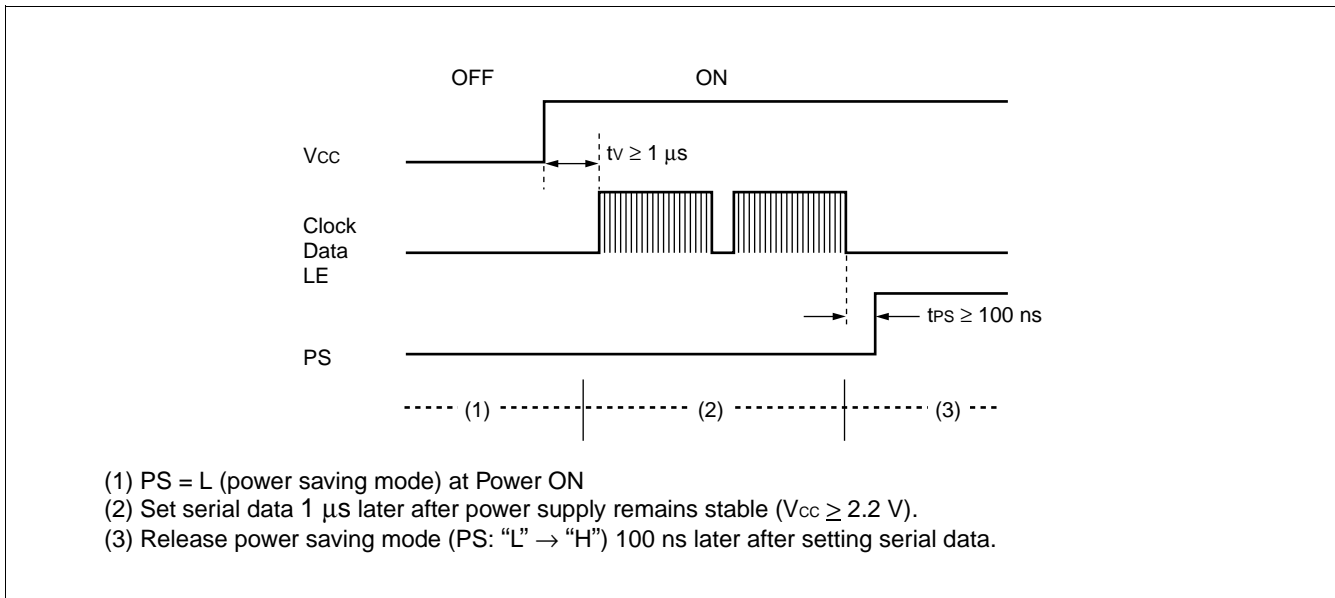 OFF ON
Vcc
tv ≥ 1 μs
Clock
Data
LE
tPS ≥ 100 ns
PS
(1) (2) (3)
(1) PS = L (power saving mode) at Power ON
(2) Set serial data 1 μs later after power supply remains stable (Vcc ≥ 2.2 V).
(3) Release power saving mode (PS: “L” → “H”) 100 ns later after setting serial data.